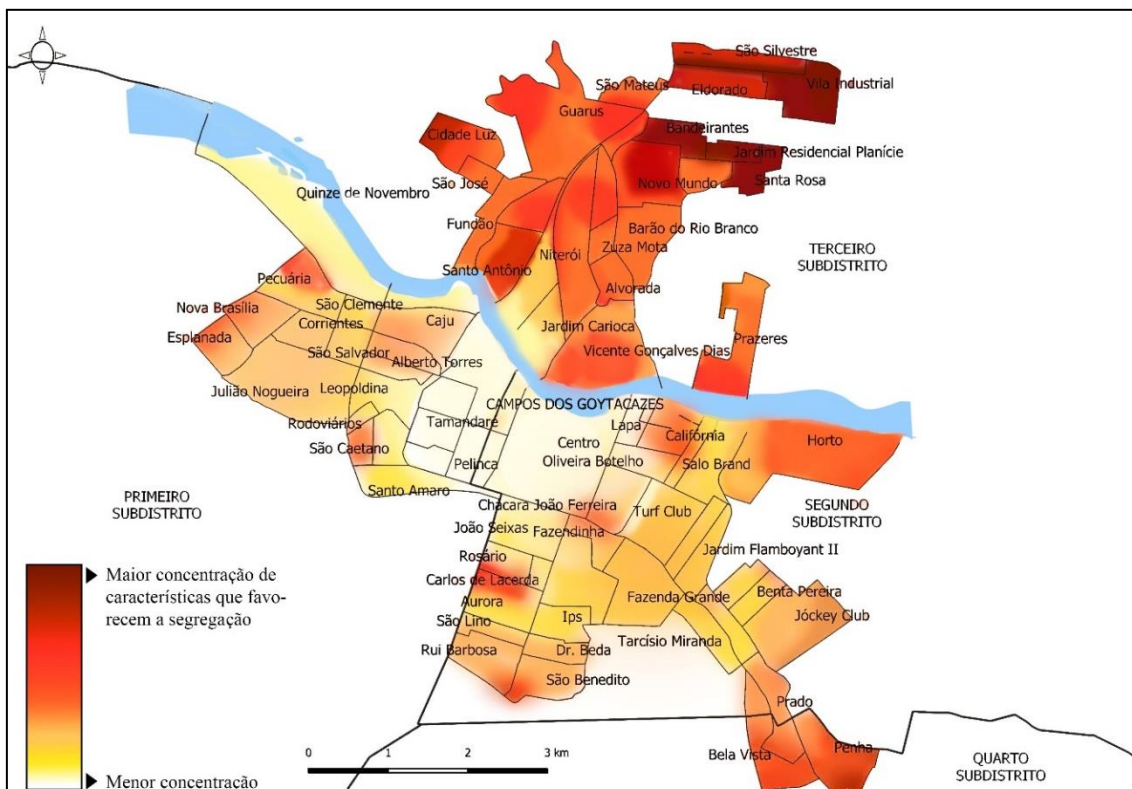 São Silvestre
São Mateus
Eldorado
Vila Industrial
Guarus
Cidade Luz
Bandeirantes
Jardim Residencial Planície
São José
Novo Mundo
Santa Rosa
Quinze de Novembro
Fundão
Barão do Rio Branco
Niterói
Zuza Mota
TERCEIRO
SUBDISTRITO
Santo Antônio
Pecuária
Alvorada
Nova Brasília
São Clemente
Corrientes
Caju
Jardim Carioca
Prazeres
Esplanada
São Salvador
Alberto Torres
Vicente Gonçalves Dias
Julião Nogueira
Leopoldina
CAMPOS DOS GOYTACAZES
Rodoviários
Tamandaré
Lapa
Califórnia
Horto
São Caetano
Centro
Pelinca
Oliveira Botelho
Salo Brand
Santo Amaro
PRIMEIRO
SUBDISTRITO
SEGUNDO
SUBDISTRITO
Chácara João Ferreira
Turf Club
João Seixas
Fazendinha
Jardim Flamboyant II
Rosário
Carlos de Lacerda
Fazenda Grande
Benta Pereira
Aurora
Ips
Jóckey Club
São Lino
Tarcísio Miranda
Rui Barbosa
Dr. Beda
São Benedito
Prado
Bela Vista
Penha
QUARTO
SUBDISTRITO
Maior concentração de
características que favo-
recem a segregação
Menor concentração
0 1 2 3 km